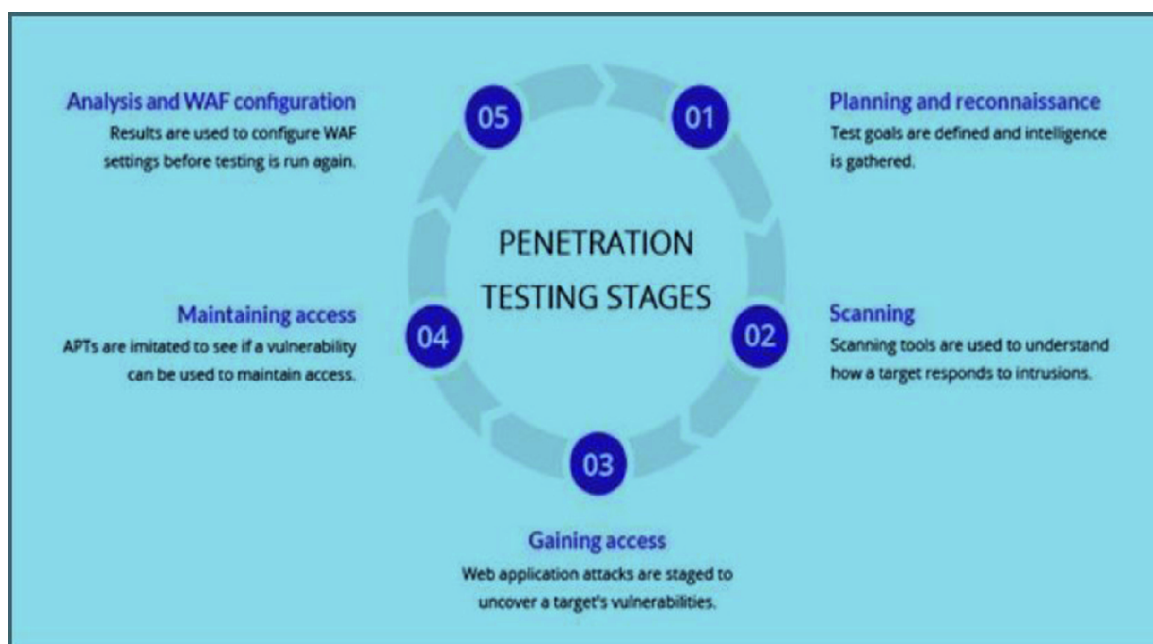 PENETRATION
TESTING STAGES
01
Planning and reconnaissance
Test goals are defined and intelligence
is gathered.
02
Scanning
Scanning tools are used to understand
how a target responds to intrusions.
03
Gaining access
Web application attacks are staged to
uncover a target's vulnerabilities.
04
Maintaining access
APTs are imitated to see if a vulnerability
can be used to maintain access.
05
Analysis and WAF configuration
Results are used to configure WAF
settings before testing is run again.